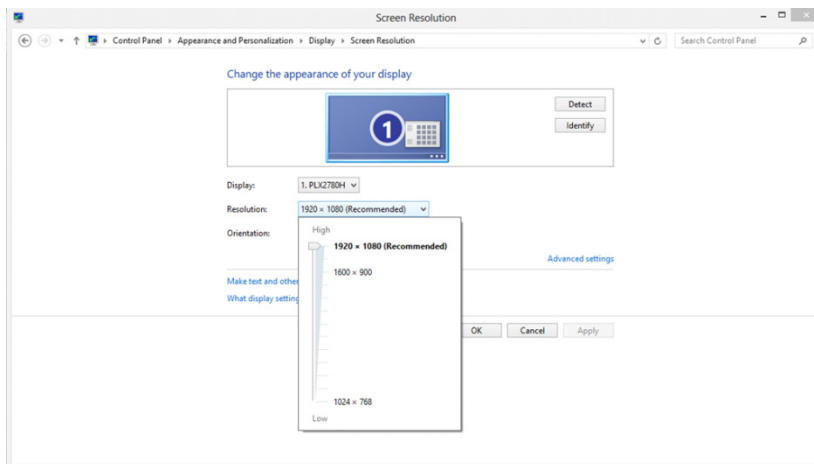 Screen Resolution
Control Panel ▸ Appearance and Personalization ▸ Display ▸ Screen Resolution
Search Control Panel
Change the appearance of your display
1
Detect
Identify
Display: 1. PLX2780H
Resolution: 1920 × 1080 (Recommended)
Orientation:
High
1920 × 1080 (Recommended)
1600 × 900
1024 × 768
Low
Advanced settings
Make text and other
What display setting
OK Cancel Apply